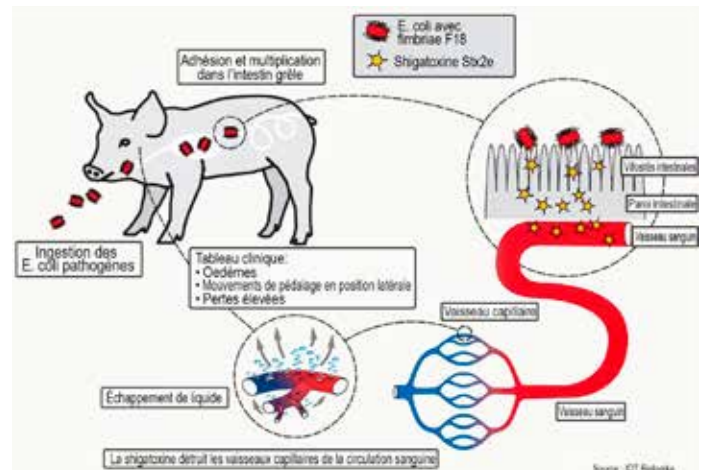 E. coli avec
fimbriae F18
Shigatoxine Stx2e
Adhésion et multiplication
dans l'intestin grêle
Villosités intestinales
Paroi intestinale
Vaisseau sanguin
Ingestion des
E. coli pathogènes
Tableau clinique:
• Oedèmes
• Mouvements de pédalage en position latérale
• Pertes élevées
Vaisseau capillaire
Échappement de liquide
Vaisseau sanguin
La shigatoxine détruit les vaisseaux capillaires de la circulation sanguine
Source : IDT